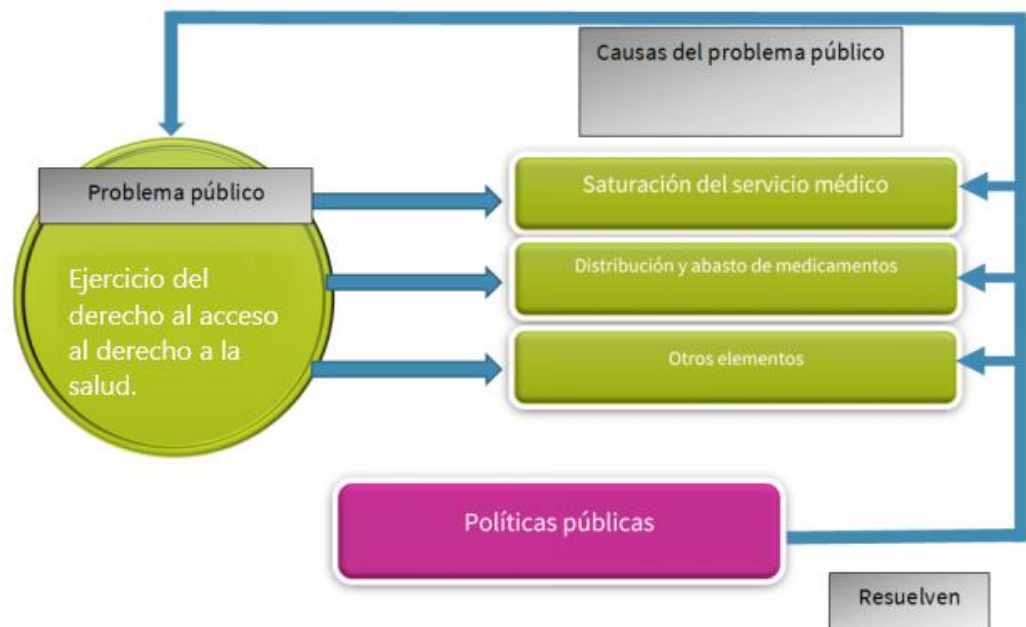 Causas del problema público
Problema público
Ejercicio del
derecho al acceso
al derecho a la
salud.
Saturación del servicio médico
Distribución y abasto de medicamentos
Otros elementos
Políticas públicas
Resuelven